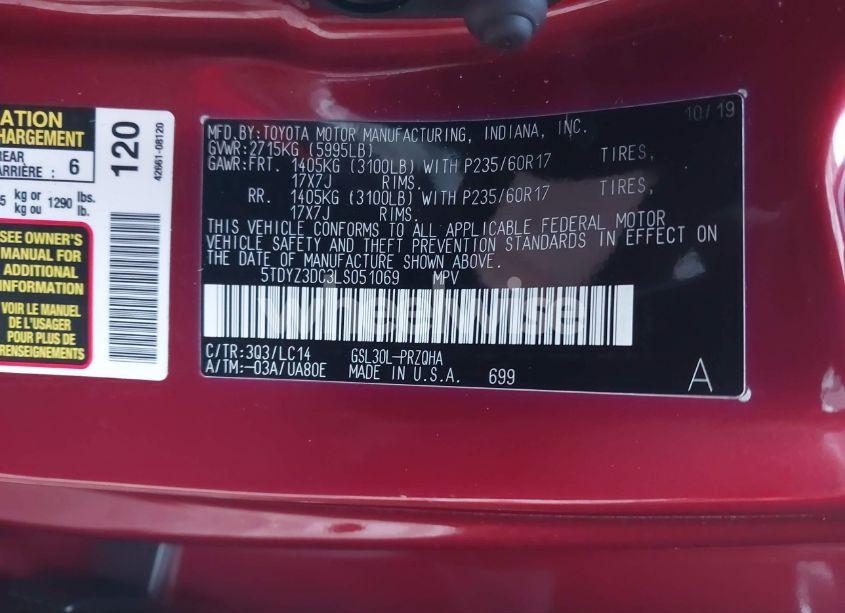 ATION
HARGEMENT
REAR
ARRIÈRE : 6
5 kg or 1290 lbs.
kg ou lb.
120
42661-08120
SEE OWNER'S
MANUAL FOR
ADDITIONAL
INFORMATION
VOIR LE MANUEL
DE L'USAGER
POUR PLUS DE
RENSEIGNEMENTS
10/19
MFD.BY:TOYOTA MOTOR MANUFACTURING, INDIANA, INC.
GVWR:2715KG (5995LB)
GAWR:FRT. 1405KG (3100LB) WITH P235/60R17 TIRES,
17X7J RIMS.
RR. 1405KG (3100LB) WITH P235/60R17 TIRES,
17X7J RIMS.
THIS VEHICLE CONFORMS TO ALL APPLICABLE FEDERAL MOTOR
VEHICLE SAFETY AND THEFT PREVENTION STANDARDS IN EFFECT ON
THE DATE OF MANUFACTURE SHOWN ABOVE.
5TDYZ3DC3LS051069 MPV
wheelwise
C/TR:3Q3/LC14 GSL30L-PRZQHA
A/TM:-03A/UA80E MADE IN U.S.A. 699
A